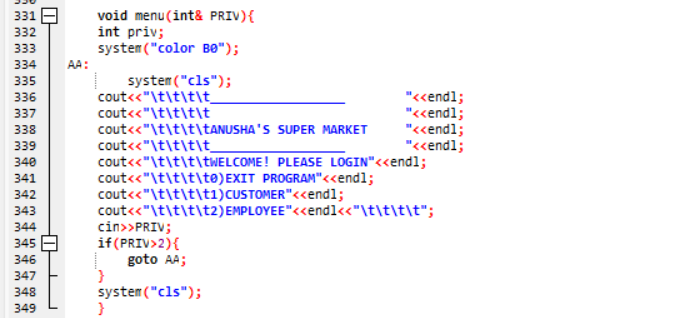 331 void menu(int& PRIV){
332 int priv;
333 system("color B0");
334 AA:
335 system("cls");
336 cout<<"\t\t\t\t__________________ "<<endl;
337 cout<<"\t\t\t\t "<<endl;
338 cout<<"\t\t\t\tANUSHA'S SUPER MARKET "<<endl;
339 cout<<"\t\t\t\t__________________ "<<endl;
340 cout<<"\t\t\t\tWELCOME! PLEASE LOGIN"<<endl;
341 cout<<"\t\t\t\t0)EXIT PROGRAM"<<endl;
342 cout<<"\t\t\t\t1)CUSTOMER"<<endl;
343 cout<<"\t\t\t\t2)EMPLOYEE"<<endl<<"\t\t\t\t";
344 cin>>PRIV;
345 if(PRIV>2){
346 goto AA;
347 }
348 system("cls");
349 }